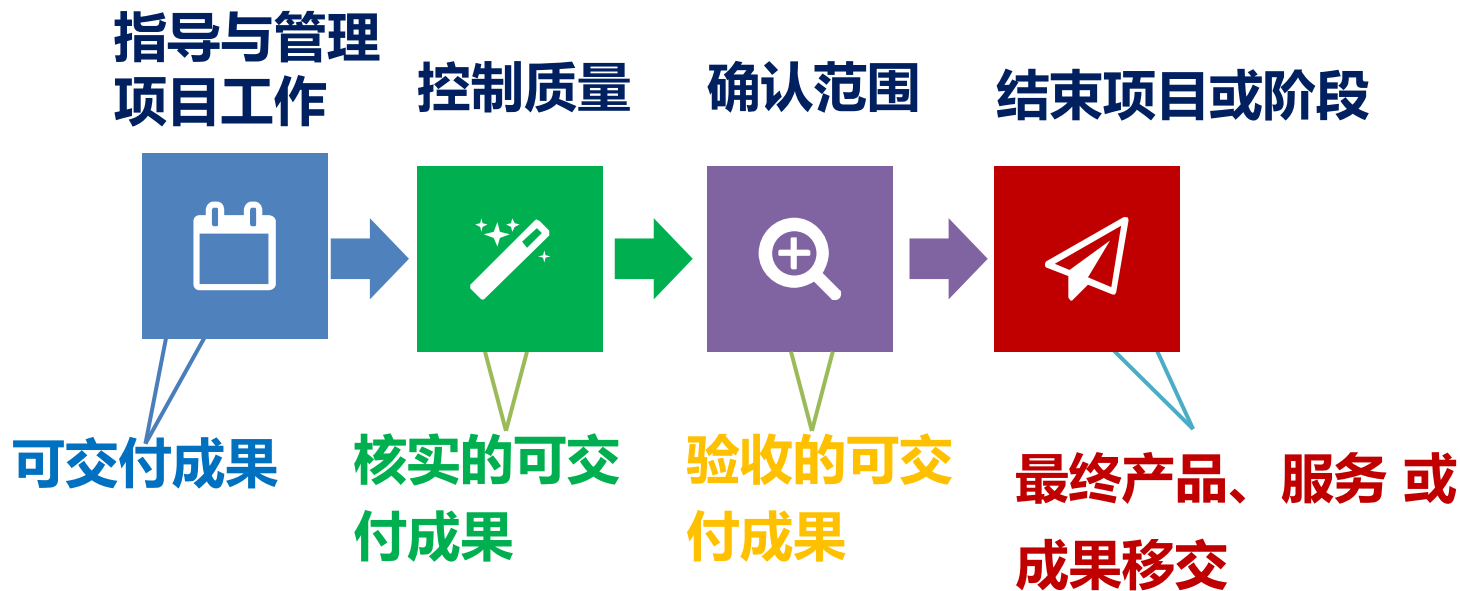 指导与管理
项目工作
控制质量
确认范围
结束项目或阶段
可交付成果
核实的可交
付成果
验收的可交
付成果
最终产品、服务 或
成果移交